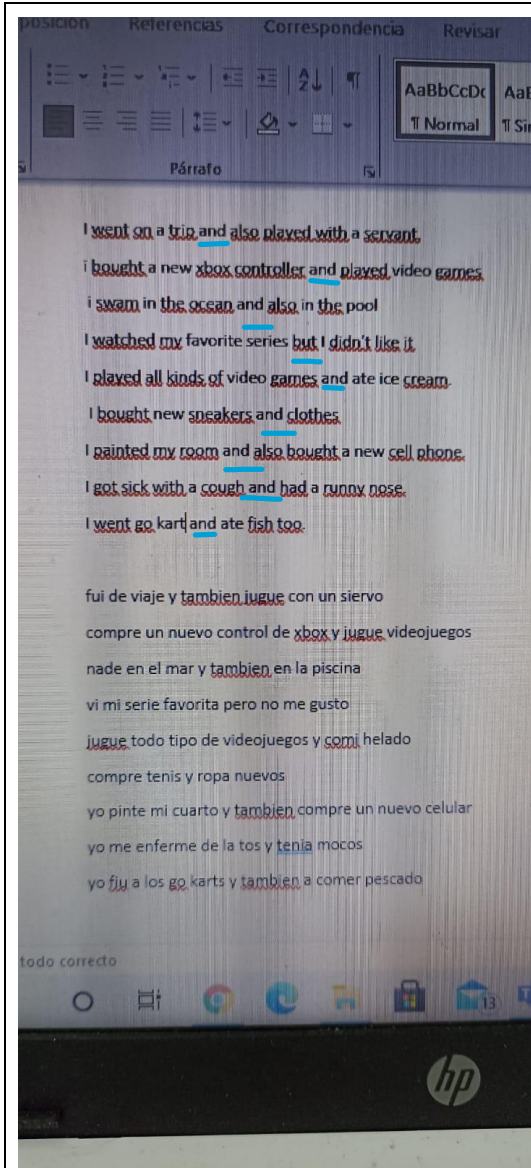 posición Referencias Correspondencia Revisar
AaBbCcDc AaB
¶ Normal ¶ Sin
Párrafo
I went on a trip and also played with a servant.
i bought a new xbox controller and played video games
i swam in the ocean and also in the pool
I watched my favorite series but I didn't like it
I played all kinds of video games and ate ice cream.
I bought new sneakers and clothes
I painted my room and also bought a new cell phone.
I got sick with a cough and had a runny nose.
I went go kart and ate fish too.
fui de viaje y tambien jugue con un siervo
compre un nuevo control de xbox y jugue videojuegos
nade en el mar y tambien en la piscina
vi mi serie favorita pero no me gusto
jugue todo tipo de videojuegos y comi helado
compre tenis y ropa nuevos
yo pinte mi cuarto y tambien compre un nuevo celular
yo me enferme de la tos y tenia mocos
yo fiu a los go karts y tambien a comer pescado
todo correcto
13
hp